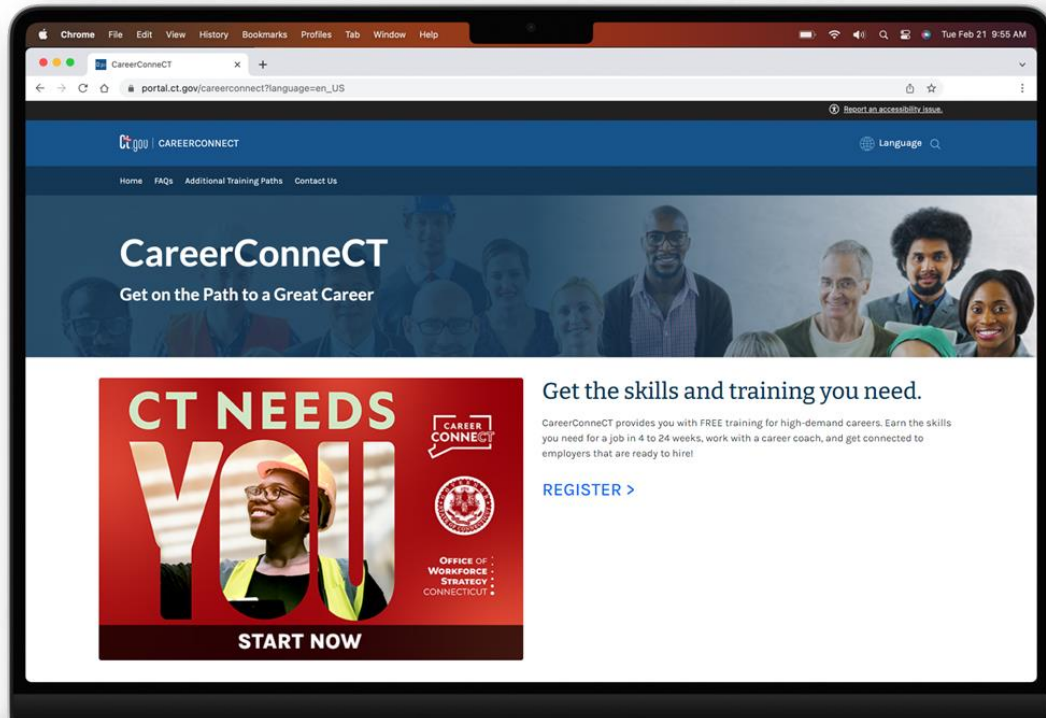 Chrome File Edit View History Bookmarks Profiles Tab Window Help Tue Feb 21 9:55 AM
CareerConneCT
portal.ct.gov/careerconnect?language=en_US
Report an accessibility issue.
Ct.gov | CAREERCONNECT
Language
Home FAQs Additional Training Paths Contact Us
CareerConneCT
Get on the Path to a Great Career
CT NEEDS
YOU
CAREER
CONNECT
OFFICE OF
WORKFORCE
STRATEGY
CONNECTICUT
START NOW
Get the skills and training you need.
CareerConneCT provides you with FREE training for high-demand careers. Earn the skills
you need for a job in 4 to 24 weeks, work with a career coach, and get connected to
employers that are ready to hire!
REGISTER >